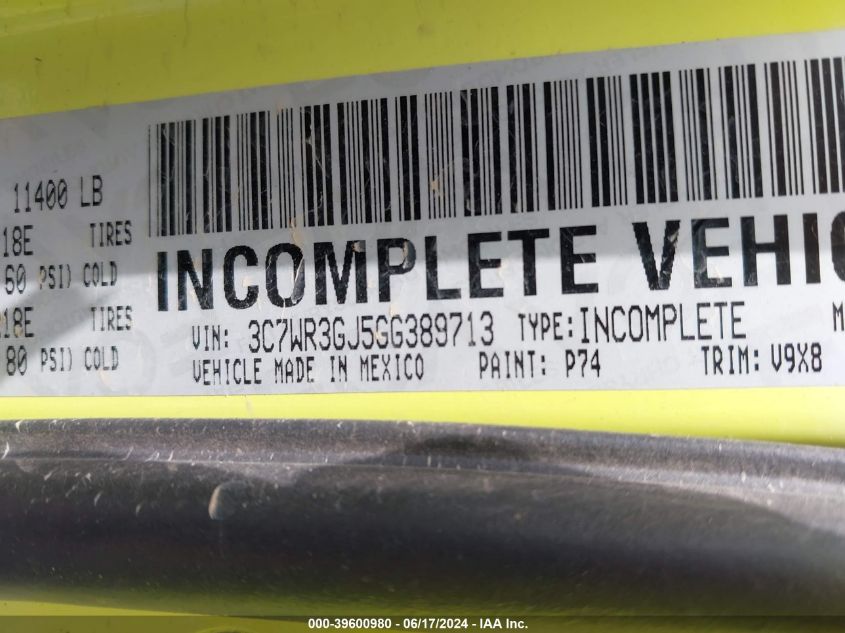 11400 LB
18E TIRES
60 PSI) COLD
18E TIRES
80 PSI) COLD
INCOMPLETE VEHIC
VIN: 3C7WR3GJ5GG389713 TYPE: INCOMPLETE M
VEHICLE MADE IN MEXICO PAINT: P74 TRIM: V9X8
000-39600980 - 06/17/2024 - IAA Inc.